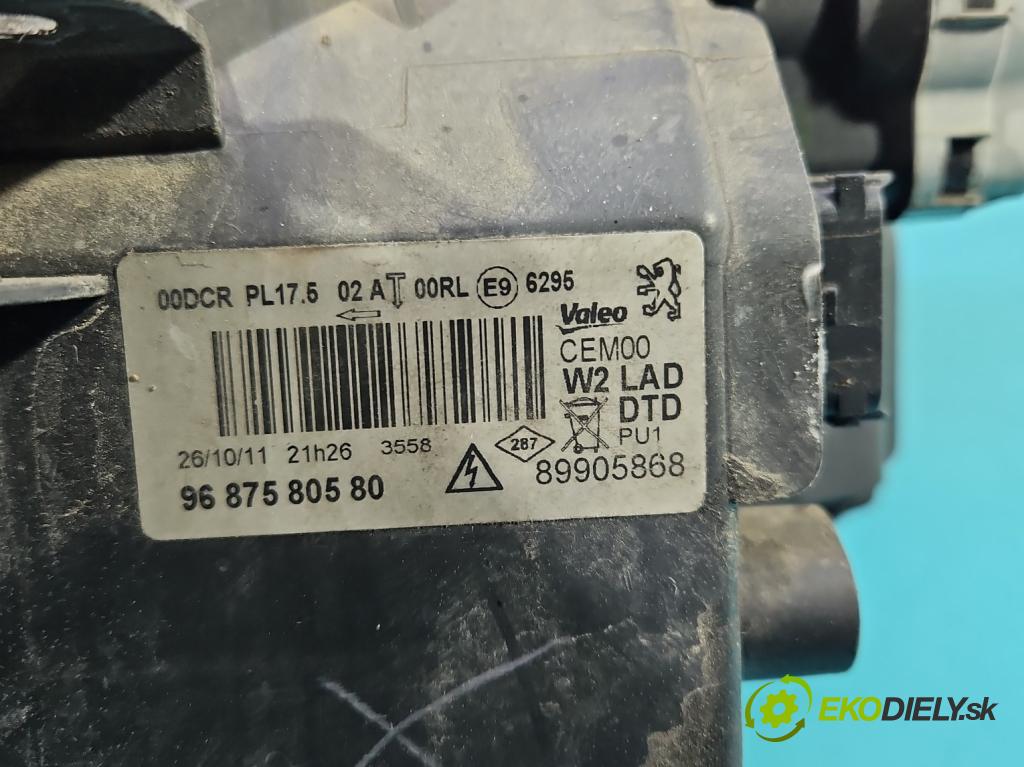 00DCR PL17.5 02 A 00RL E9 6295
Valeo
CEM00
W2 LAD
DTD
PU1
26/10/11 21h26 3558
287
96 875 805 80
89905868
EKODIELY.sk